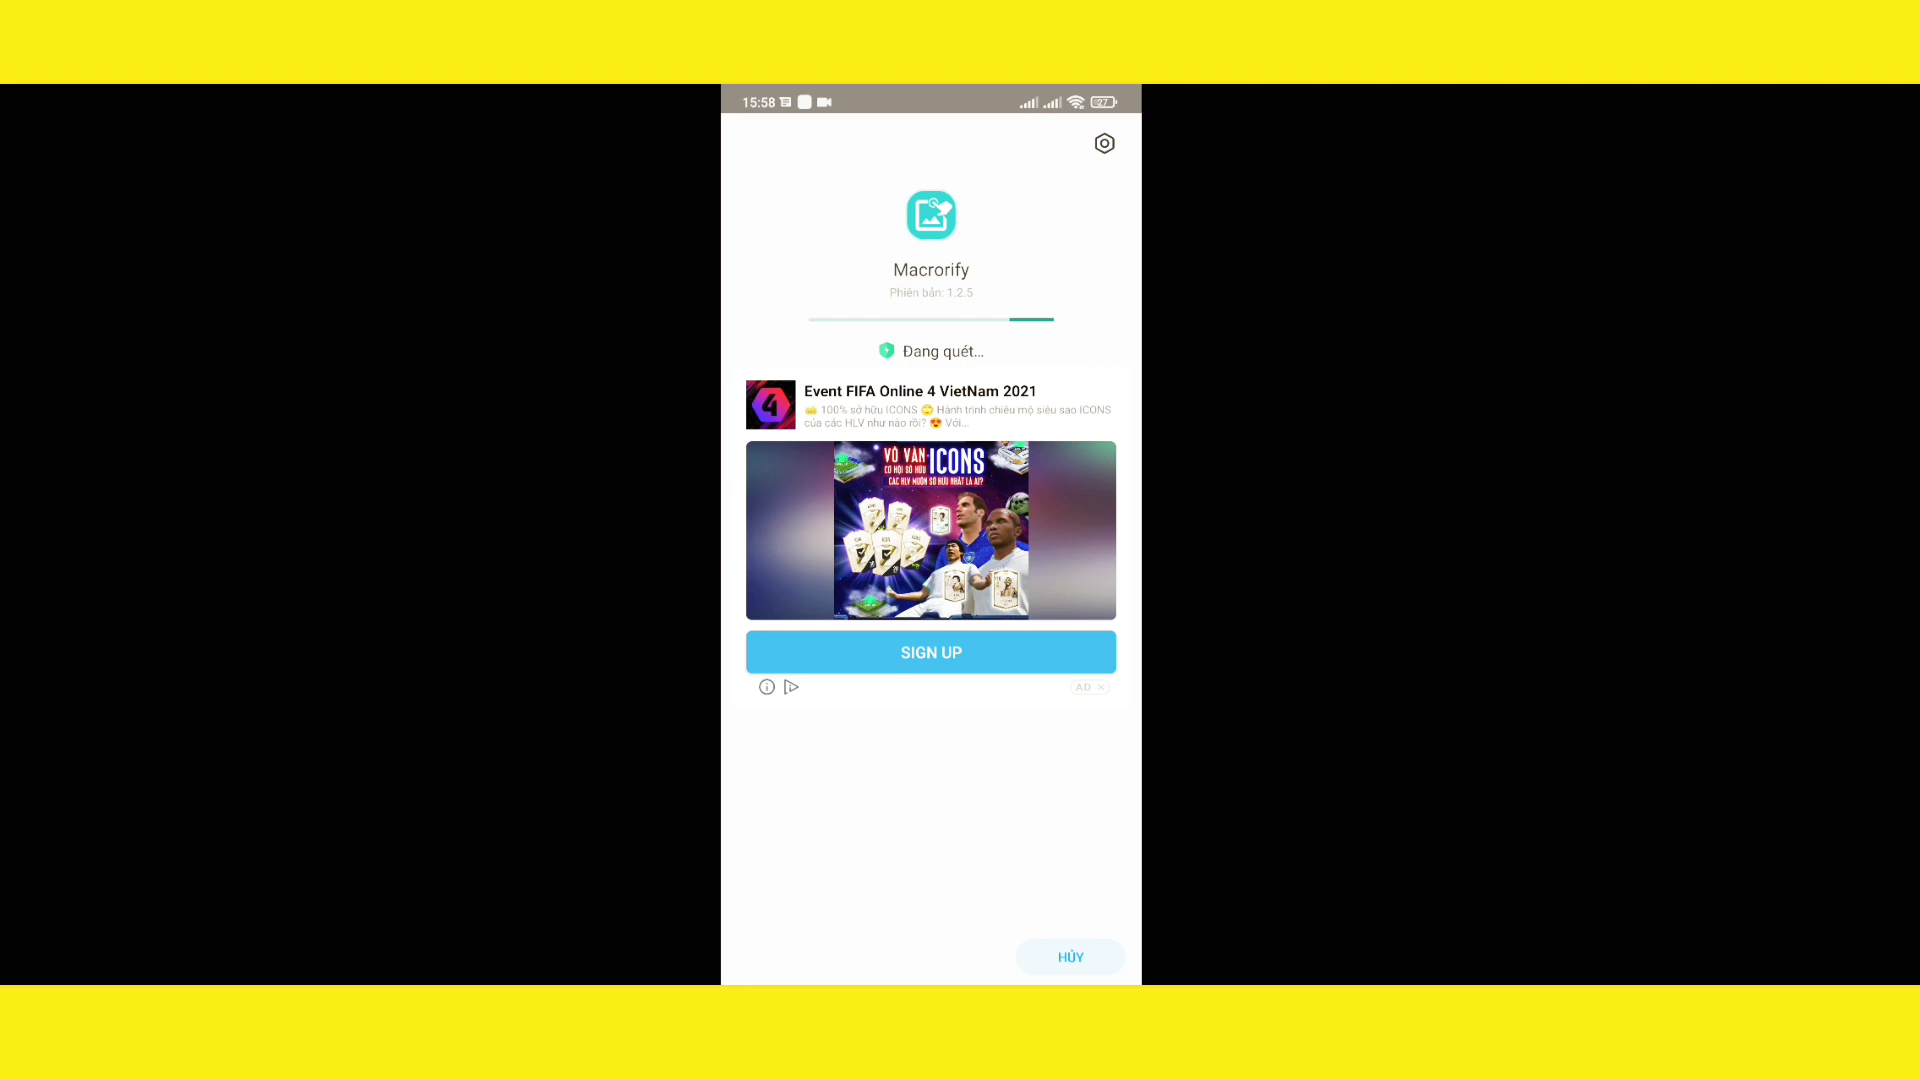 15:58
27
Macrorify
Phiên bản: 1.2.5
Đang quét...
Event FIFA Online 4 VietNam 2021
👑 100% sở hữu ICONS 🙄 Hành trình chiêu mộ siêu sao ICONS
của các HLV như nào rồi? 😍 Với...
4
VÔ VÀN
CƠ HỘI SỞ HỮU ICONS
CÁC HLV MUỐN SỞ HỮU NHẤT LÀ AI?
SIGN UP
AD
HỦY